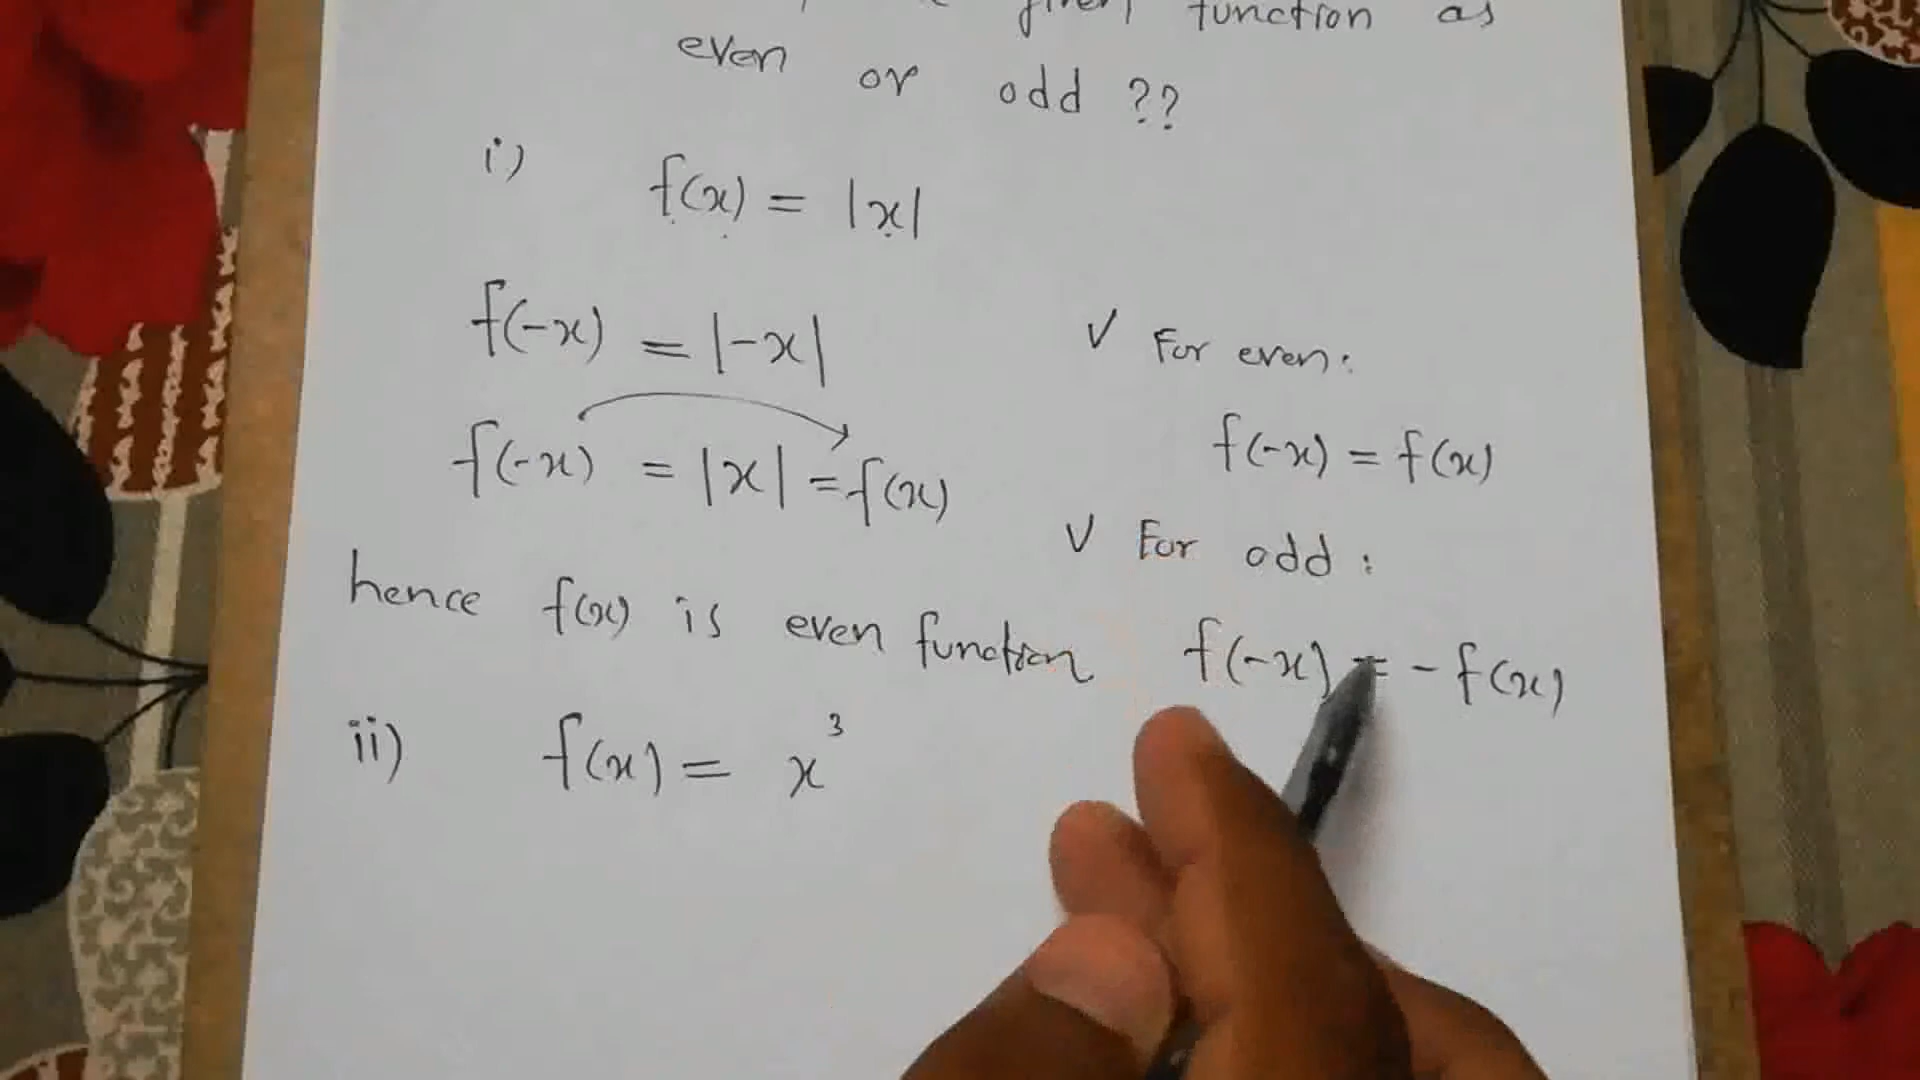 function as
even or odd ??
i) f(x) = |x|
f(-x) = |-x|
f(-x) = |x| = f(x)
hence f(x) is even function
✓ For even:
f(-x) = f(x)
✓ For odd:
f(-x) = - f(x)
ii) f(x) = x³